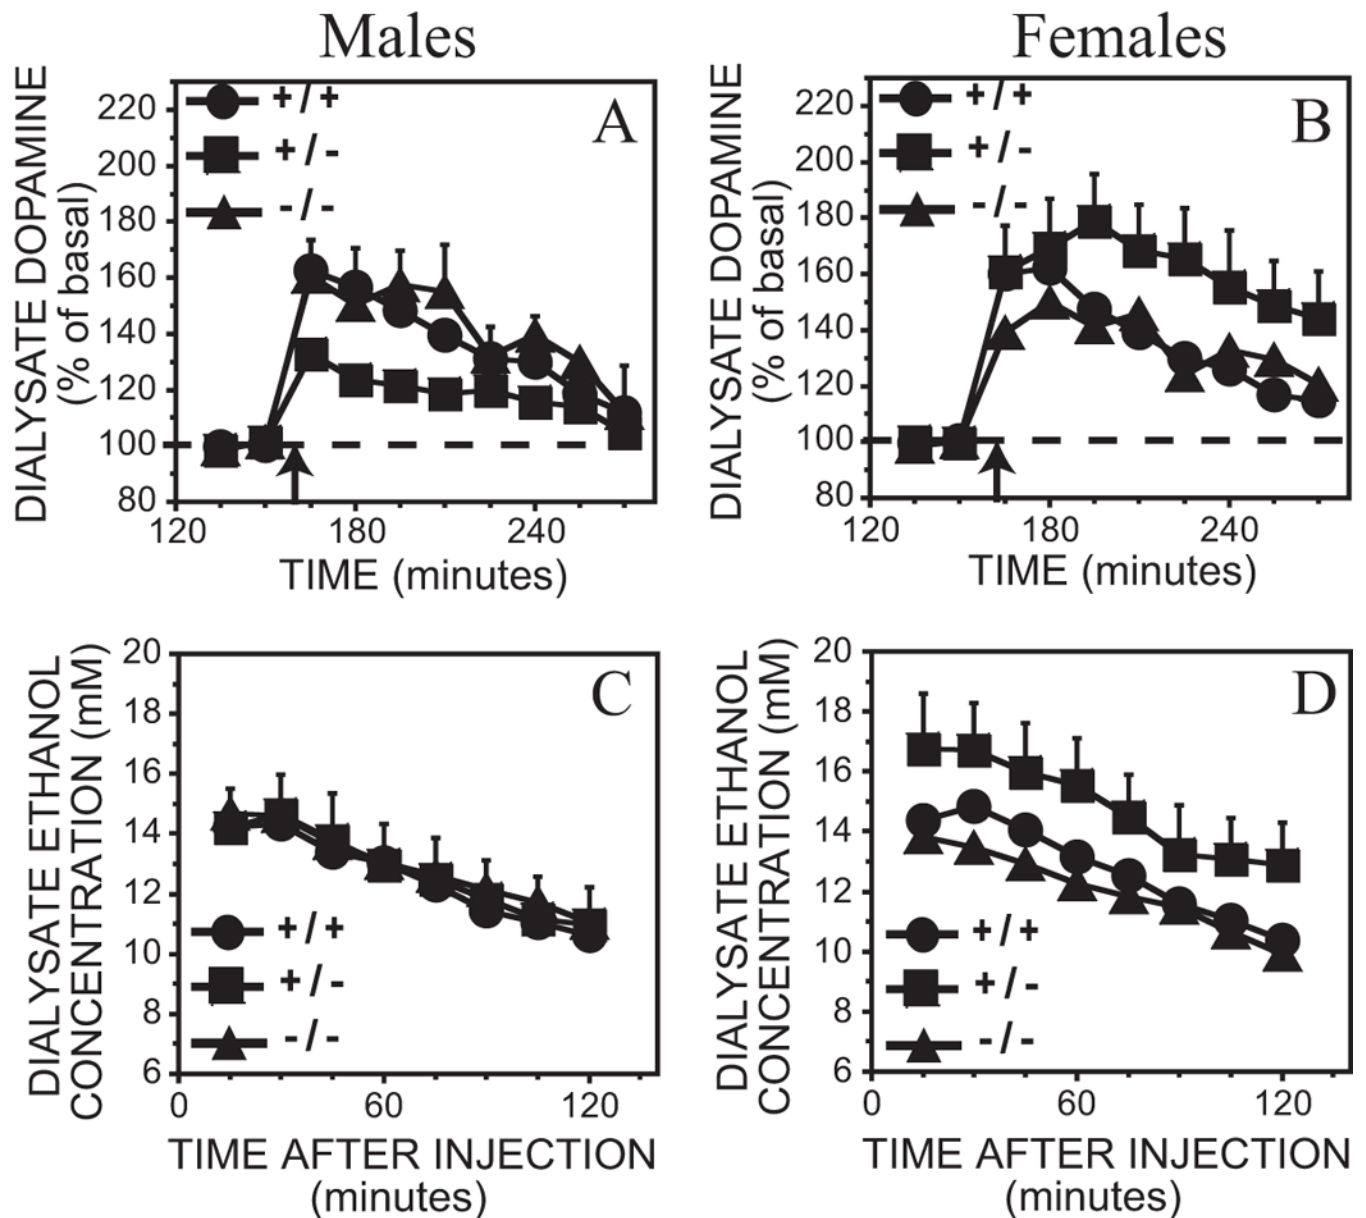 Males
DIALYSATE DOPAMINE
(% of basal)
220
200
180
160
140
120
100
80
+/+
+/-
-/-
A
120
180
240
TIME (minutes)
Females
DIALYSATE DOPAMINE
(% of basal)
220
200
180
160
140
120
100
80
+/+
+/-
-/-
B
120
180
240
TIME (minutes)
DIALYSATE ETHANOL
CONCENTRATION (mM)
20
18
16
14
12
10
8
6
C
+/+
+/-
-/-
0
60
120
TIME AFTER INJECTION
(minutes)
DIALYSATE ETHANOL
CONCENTRATION (mM)
20
18
16
14
12
10
8
6
D
+/+
+/-
-/-
0
60
120
TIME AFTER INJECTION
(minutes)